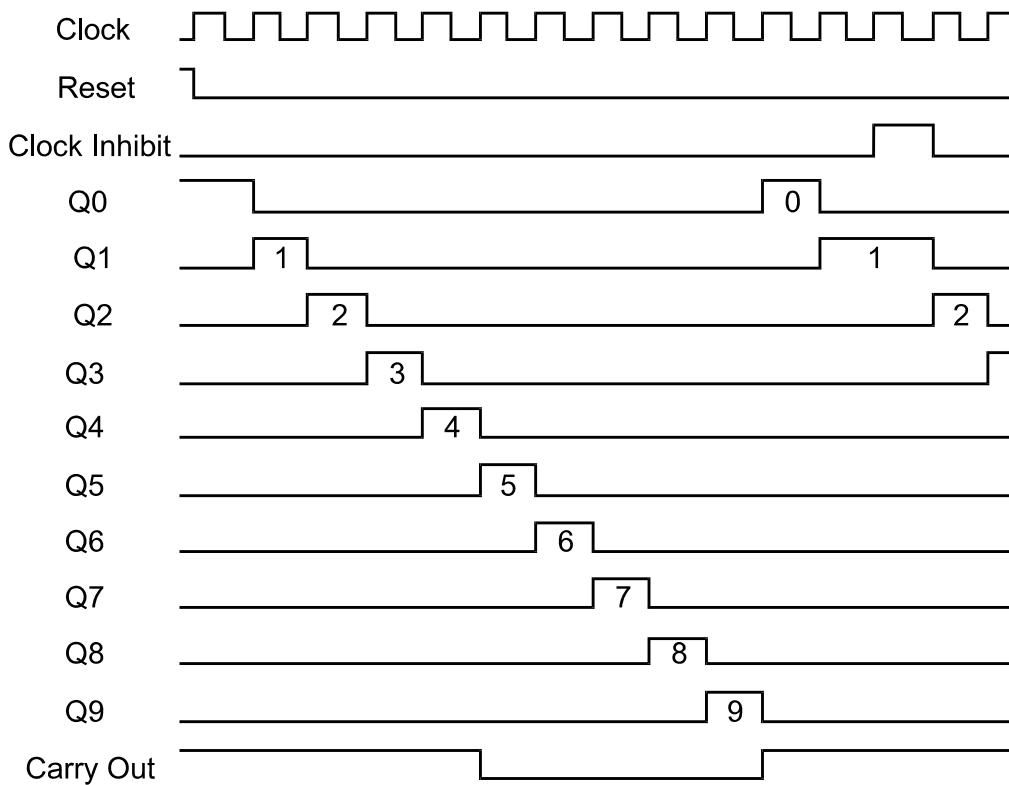 Clock
Reset
Clock Inhibit
Q0 0
Q1 1 1
Q2 2 2
Q3 3
Q4 4
Q5 5
Q6 6
Q7 7
Q8 8
Q9 9
Carry Out